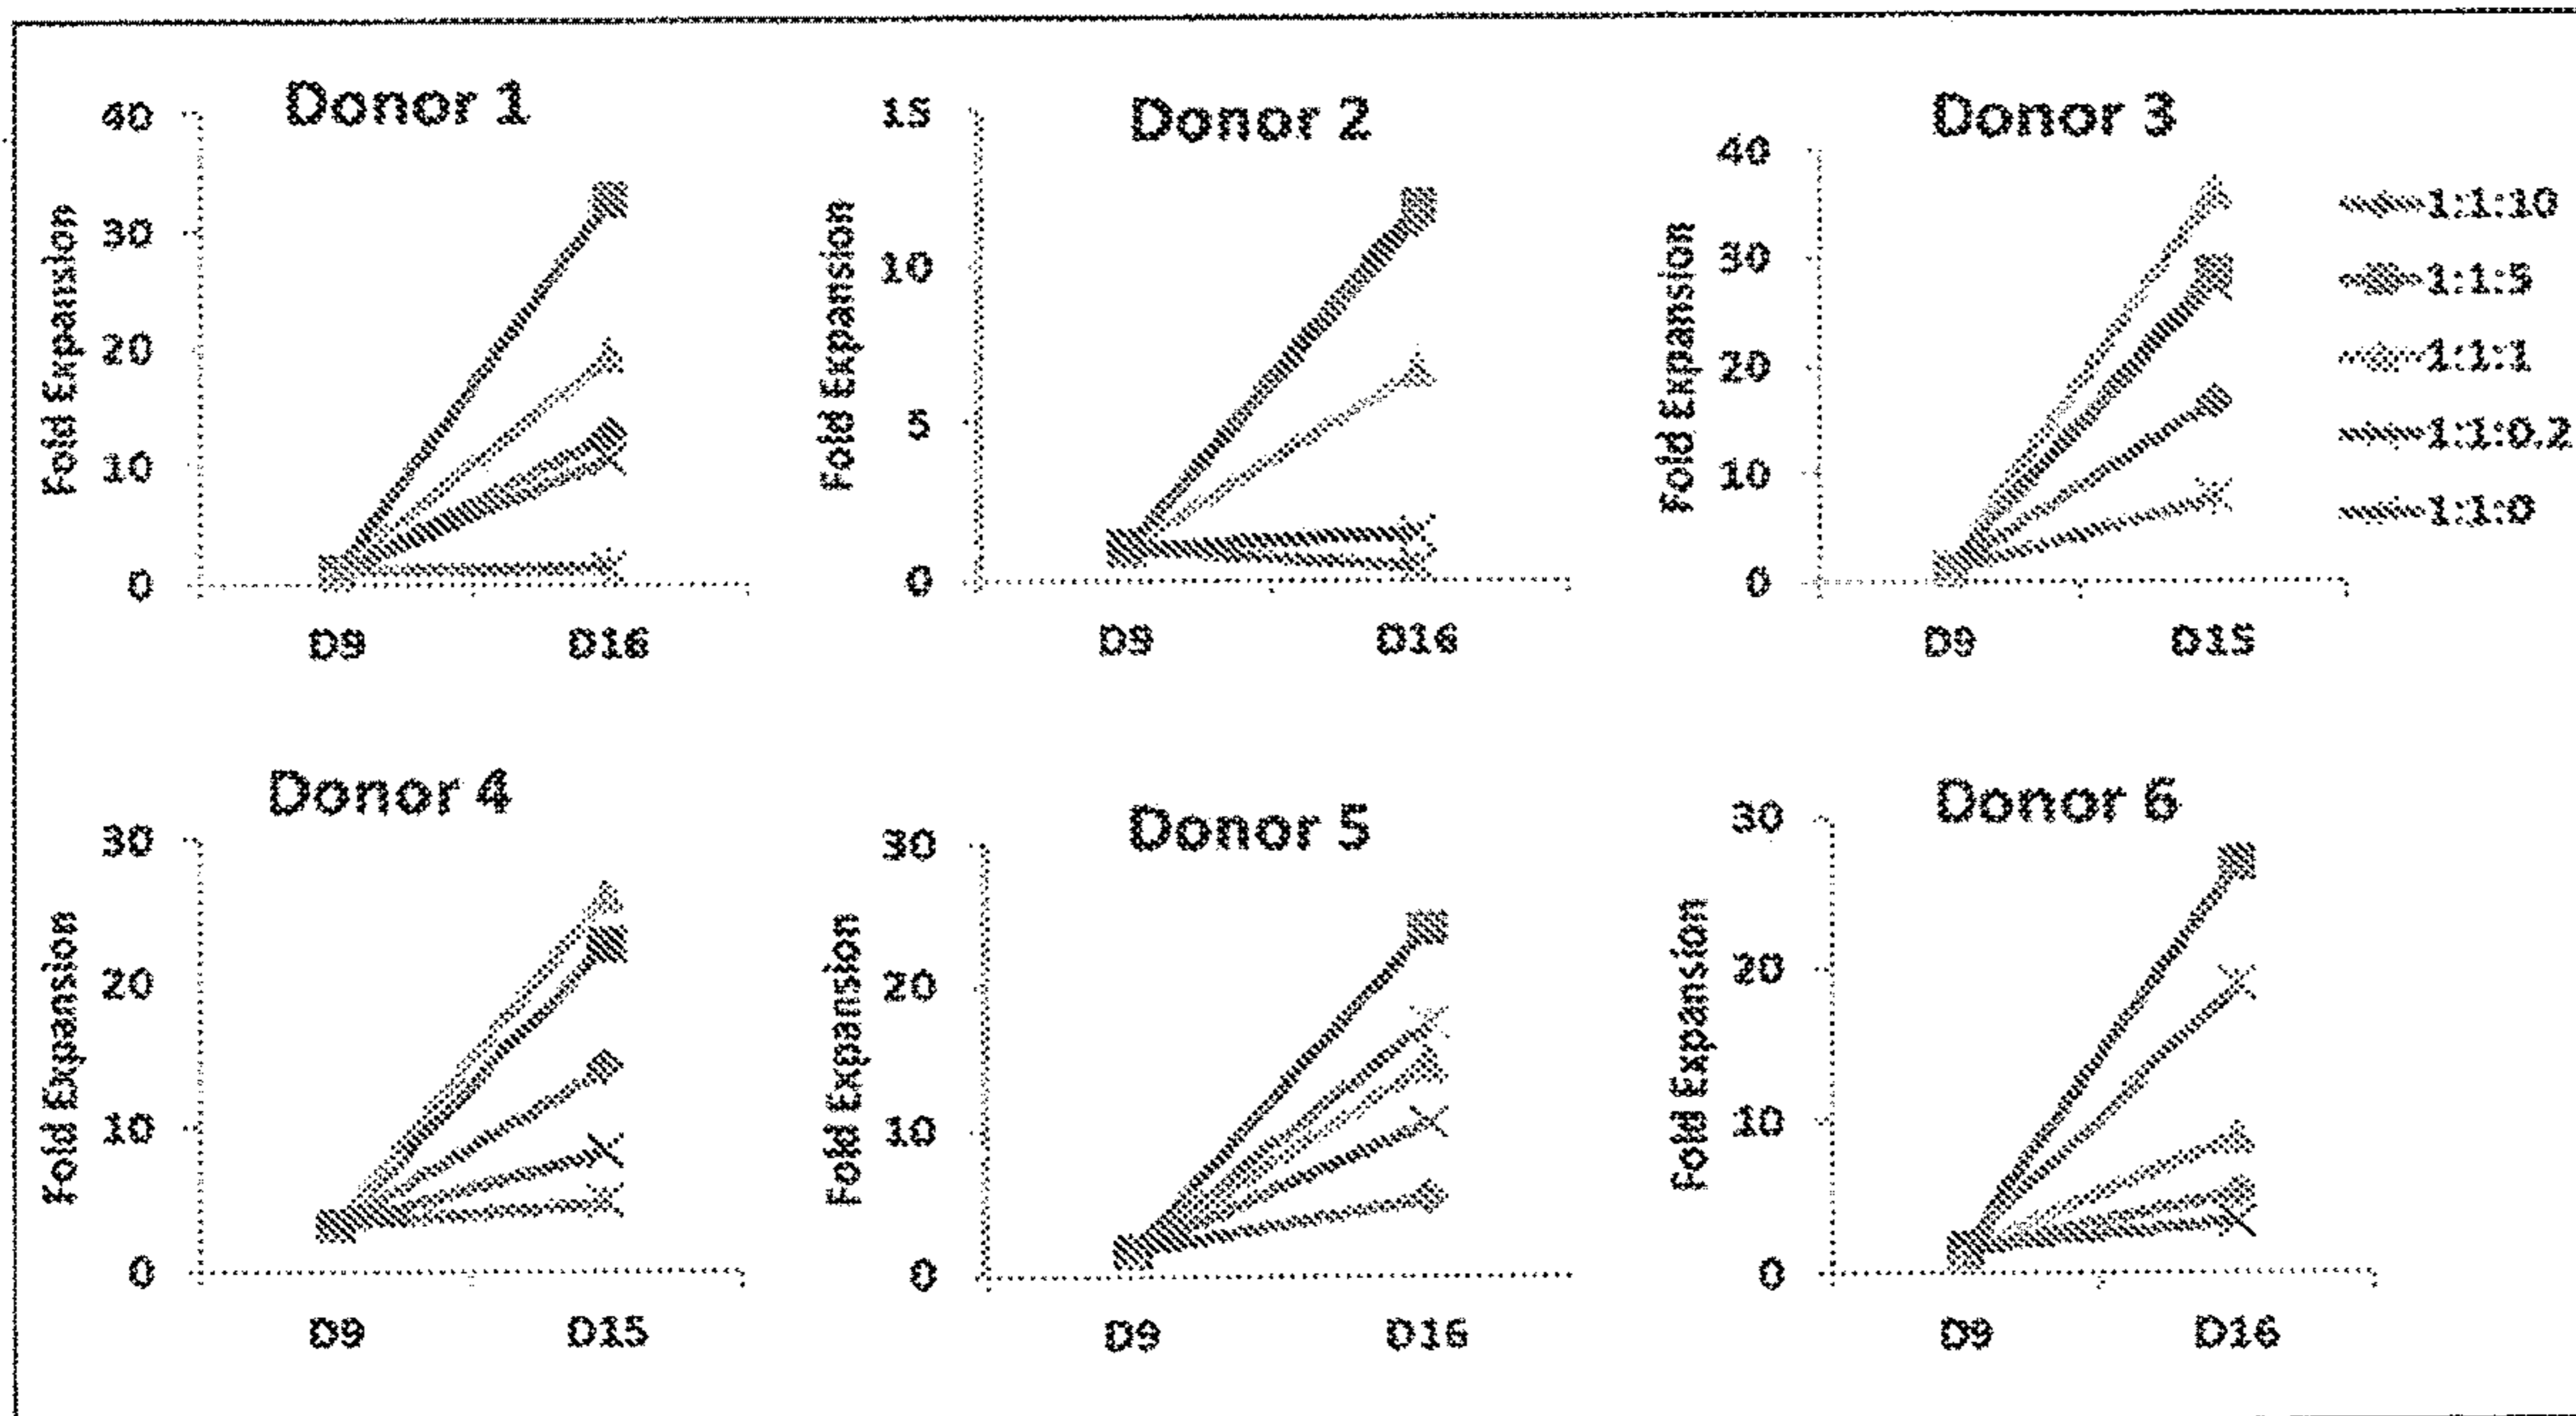 Donor 1
40
30
20
10
0
Fold Expansion
D9 D16
Donor 2
15
10
5
0
Fold Expansion
D9 D16
Donor 3
40
30
20
10
0
Fold Expansion
D9 D15
1:1:10
1:1:5
1:1:1
1:1:0.2
1:1:0
Donor 4
30
20
10
0
Fold Expansion
D9 D15
Donor 5
30
20
10
0
Fold Expansion
D9 D16
Donor 6
30
20
10
0
Fold Expansion
D9 D16